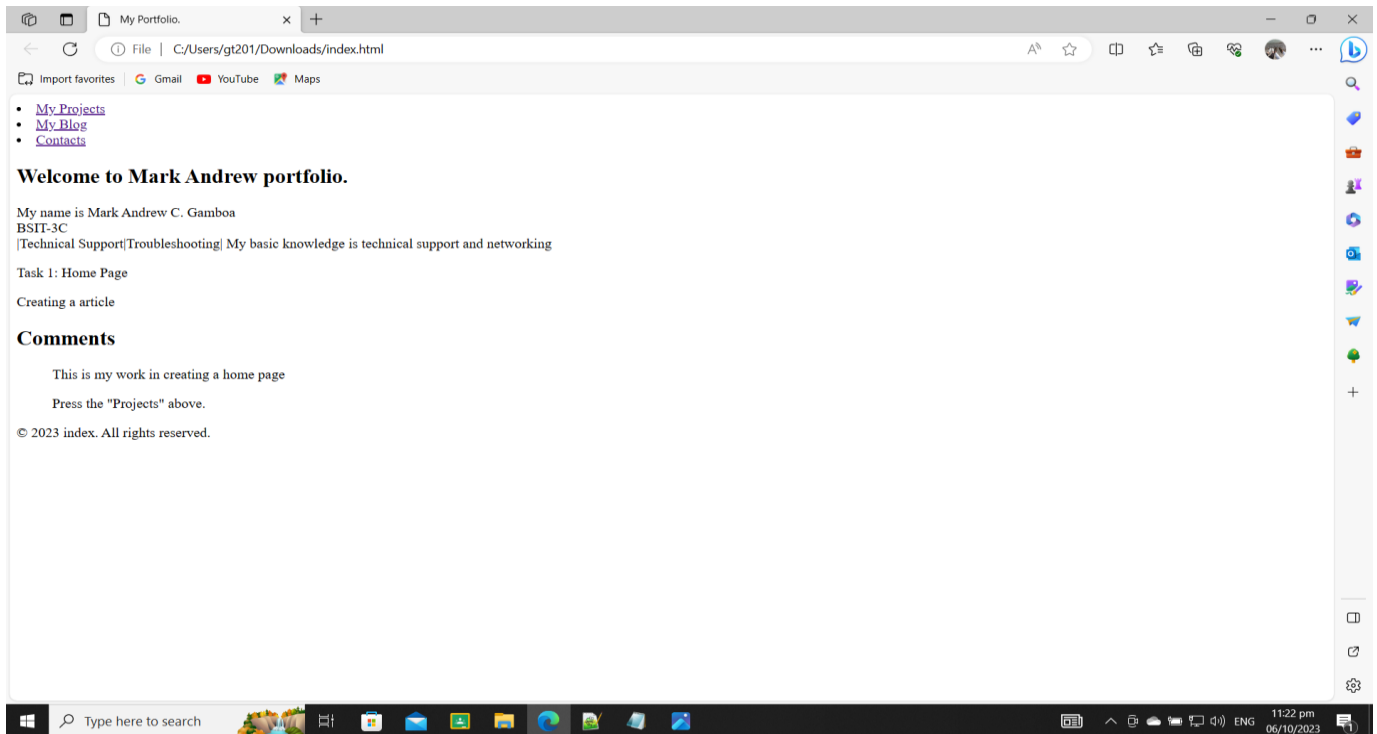 My Portfolio.
File | C:/Users/gt201/Downloads/index.html
Import favorites Gmail YouTube Maps
• My Projects
• My Blog
• Contacts
Welcome to Mark Andrew portfolio.
My name is Mark Andrew C. Gamboa
BSIT-3C
|Technical Support|Troubleshooting| My basic knowledge is technical support and networking
Task 1: Home Page
Creating a article
Comments
This is my work in creating a home page
Press the "Projects" above.
© 2023 index. All rights reserved.
Type here to search
ENG
11:22 pm
06/10/2023